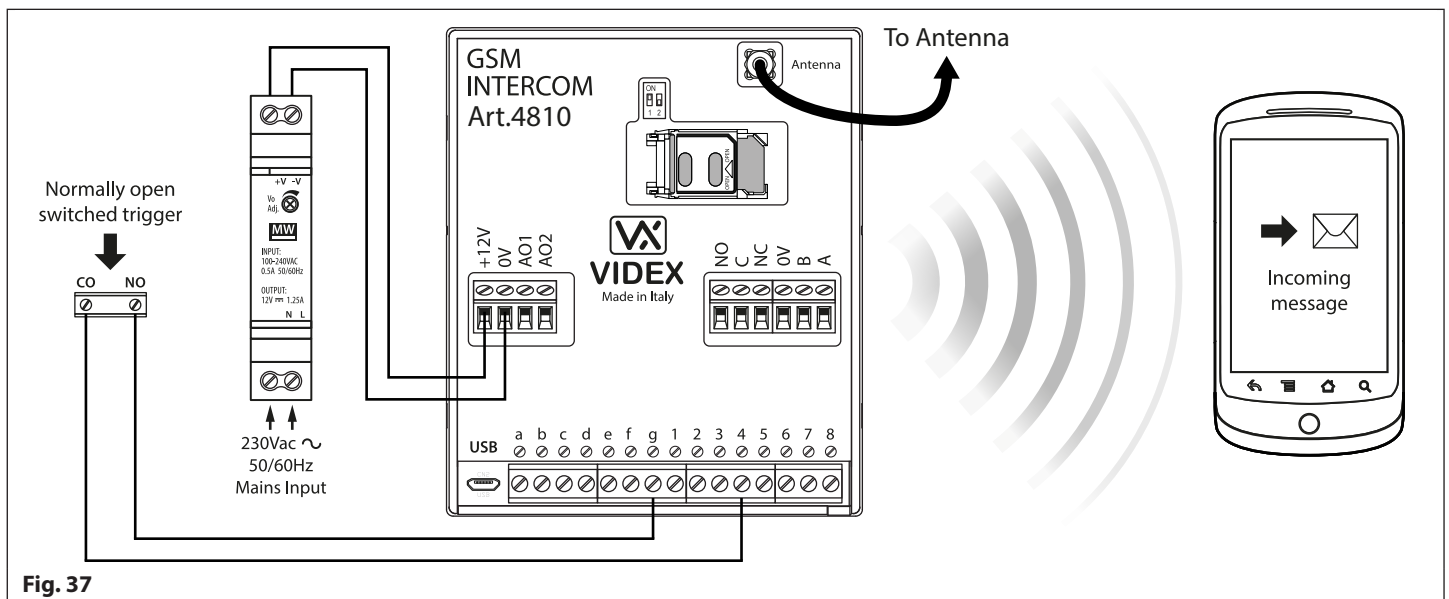 GSM
INTERCOM
Art.4810
Antenna
To Antenna
ON
1 2
OPEN OPEN
Normally open
switched trigger
CO NO
+V -V
Vo
Adj.
MW
INPUT:
100-240VAC
0.5A 50/60Hz
OUTPUT:
12V 1.25A
N L
230Vac
50/60Hz
Mains Input
+12V
0V
AO1
AO2
VX
VIDEX
Made in Italy
NO
C
NC
0V
B
A
USB a b c d e f g 1 2 3 4 5 6 7 8
Incoming
message
Fig. 37